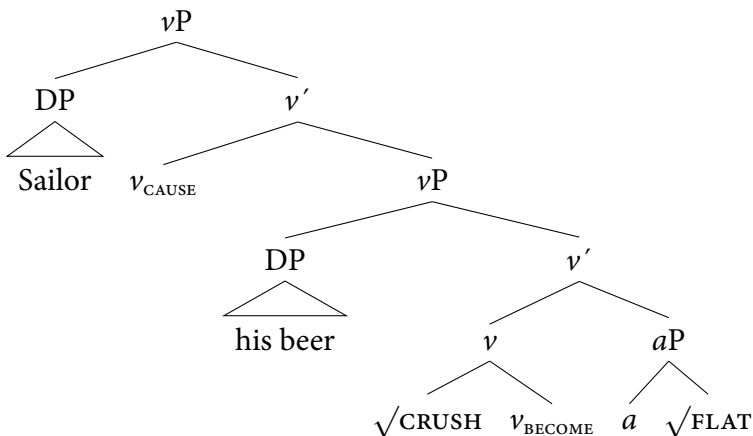 vP
DP v′
Sailor vCAUSE vP
DP v′
his beer v aP
√CRUSH vBECOME a √FLAT